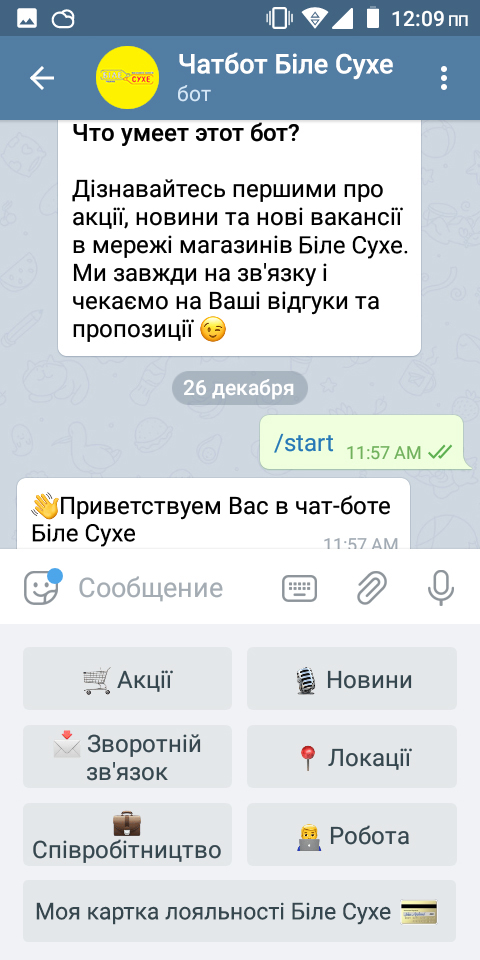 12:09 пп
Чатбот Біле Сухе
бот
Что умеет этот бот?
Дізнавайтесь першими про
акції, новини та нові вакансії
в мережі магазинів Біле Сухе.
Ми завжди на зв'язку і
чекаємо на Ваші відгуки та
пропозиції
26 декабря
/start 11:57 AM
Приветствуем Вас в чат-боте
Біле Сухе
11:57 AM
Сообщение
Акції
Новини
Зворотній
зв'язок
Локації
Співробітництво
Робота
Моя картка лояльності Біле Сухе